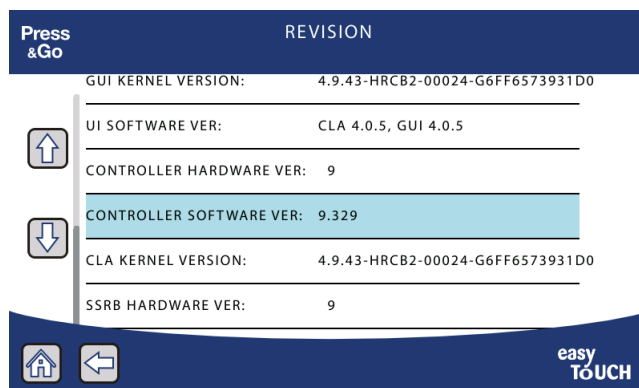 Press
&Go
REVISION
GUI KERNEL VERSION: 4.9.43-HRCB2-00024-G6FF6573931D0
UI SOFTWARE VER: CLA 4.0.5, GUI 4.0.5
CONTROLLER HARDWARE VER: 9
CONTROLLER SOFTWARE VER: 9.329
CLA KERNEL VERSION: 4.9.43-HRCB2-00024-G6FF6573931D0
SSRB HARDWARE VER: 9
easy
TOUCH